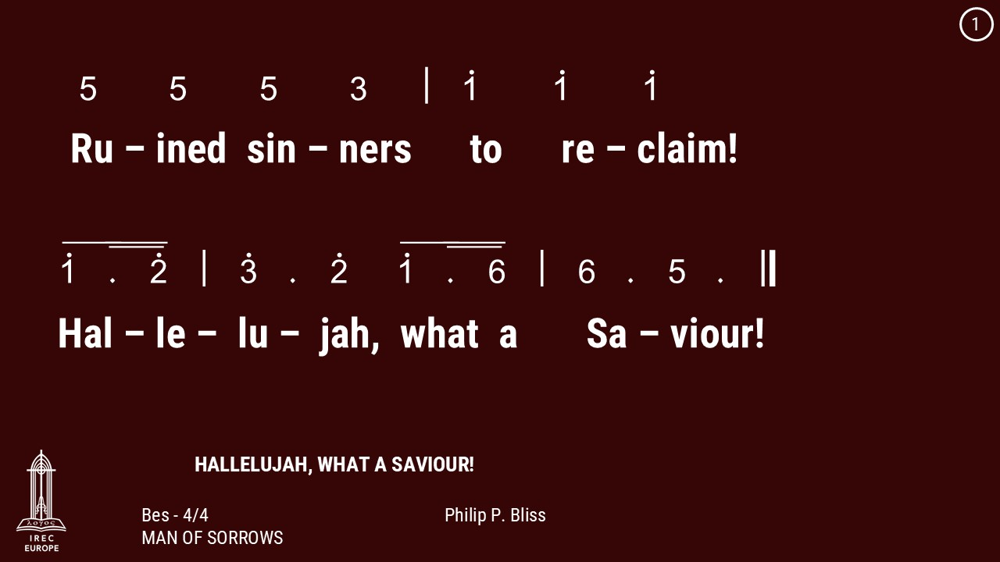 1
5 5 5 3 | 1̇ 1̇ 1̇
Ru – ined sin – ners to re – claim!
1̇ . 2̇ | 3̇ . 2̇ 1̇ . 6 | 6 . 5 . ||
Hal – le – lu – jah, what a Sa – viour!
HALLELUJAH, WHAT A SAVIOUR!
Bes - 4/4 Philip P. Bliss
MAN OF SORROWS
λογος
IREC
EUROPE